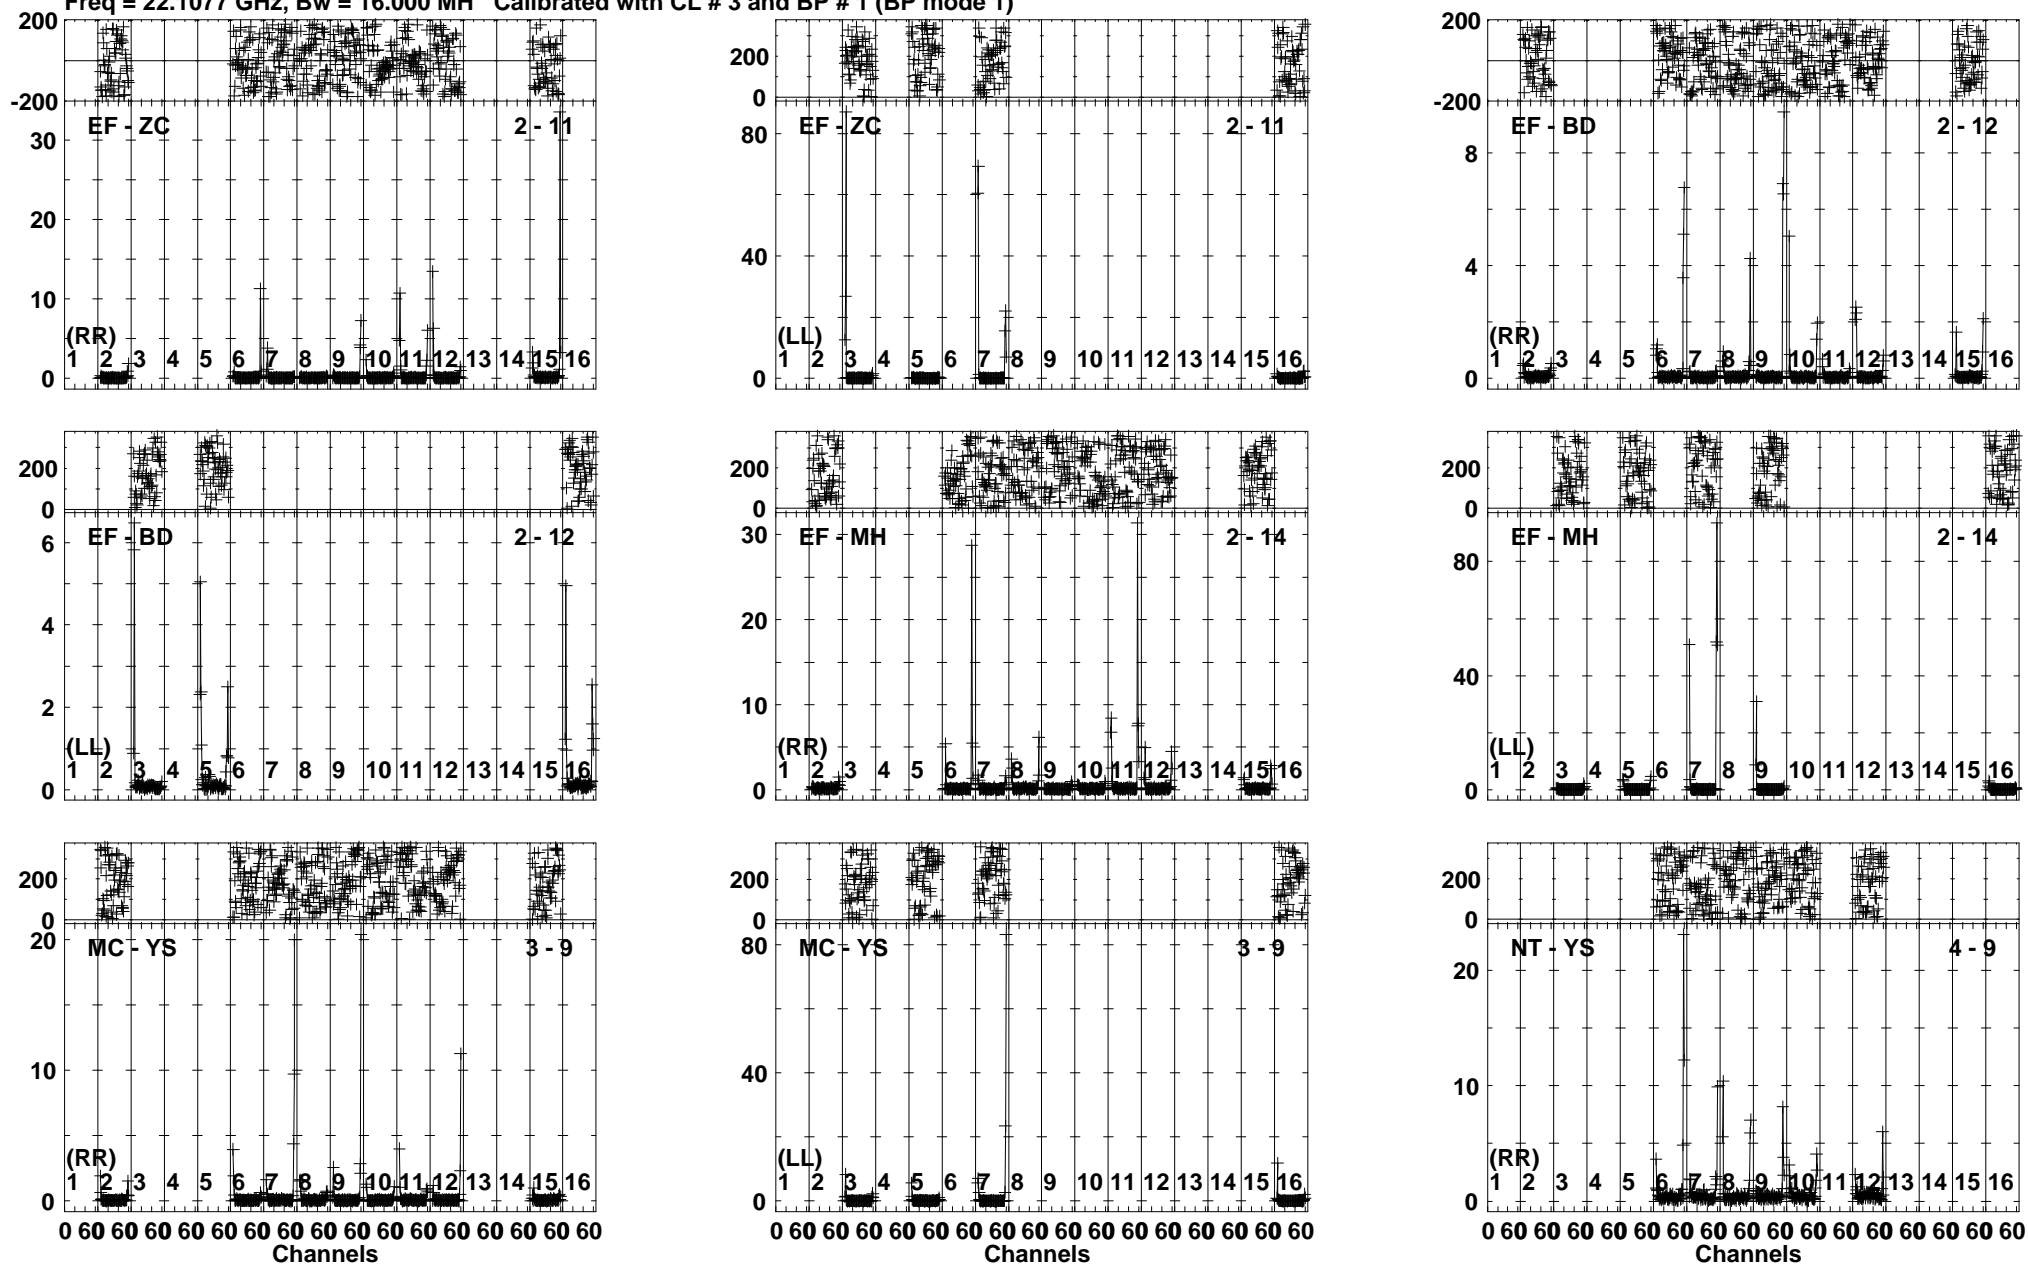 Freq = 22.1077 GHz, Bw = 16.000 MH Calibrated with CL # 3 and BP # 1 (BP mode 1)
200
-200
EF - ZC 2 - 11
30
20
10
0
(RR)
1 2 3 4 5 6 7 8 9 10 11 12 13 14 15 16
200
0
EF - ZC 2 - 11
80
40
0
(LL)
1 2 3 4 5 6 7 8 9 10 11 12 13 14 15 16
200
-200
EF - BD 2 - 12
8
4
0
(RR)
1 2 3 4 5 6 7 8 9 10 11 12 13 14 15 16
200
0
EF - BD 2 - 12
6
4
2
0
(LL)
1 2 3 4 5 6 7 8 9 10 11 12 13 14 15 16
200
0
EF - MH 2 - 14
30
20
10
0
(RR)
1 2 3 4 5 6 7 8 9 10 11 12 13 14 15 16
200
0
EF - MH 2 - 14
80
40
0
(LL)
1 2 3 4 5 6 7 8 9 10 11 12 13 14 15 16
200
0
MC - YS 3 - 9
20
10
0
(RR)
1 2 3 4 5 6 7 8 9 10 11 12 13 14 15 16
0 60 60 60 60 60 60 60 60 60 60 60 60 60 60 60 60
Channels
200
0
MC - YS 3 - 9
80
40
0
(LL)
1 2 3 4 5 6 7 8 9 10 11 12 13 14 15 16
0 60 60 60 60 60 60 60 60 60 60 60 60 60 60 60 60
Channels
200
0
NT - YS 4 - 9
20
10
0
(RR)
1 2 3 4 5 6 7 8 9 10 11 12 13 14 15 16
0 60 60 60 60 60 60 60 60 60 60 60 60 60 60 60 60
Channels